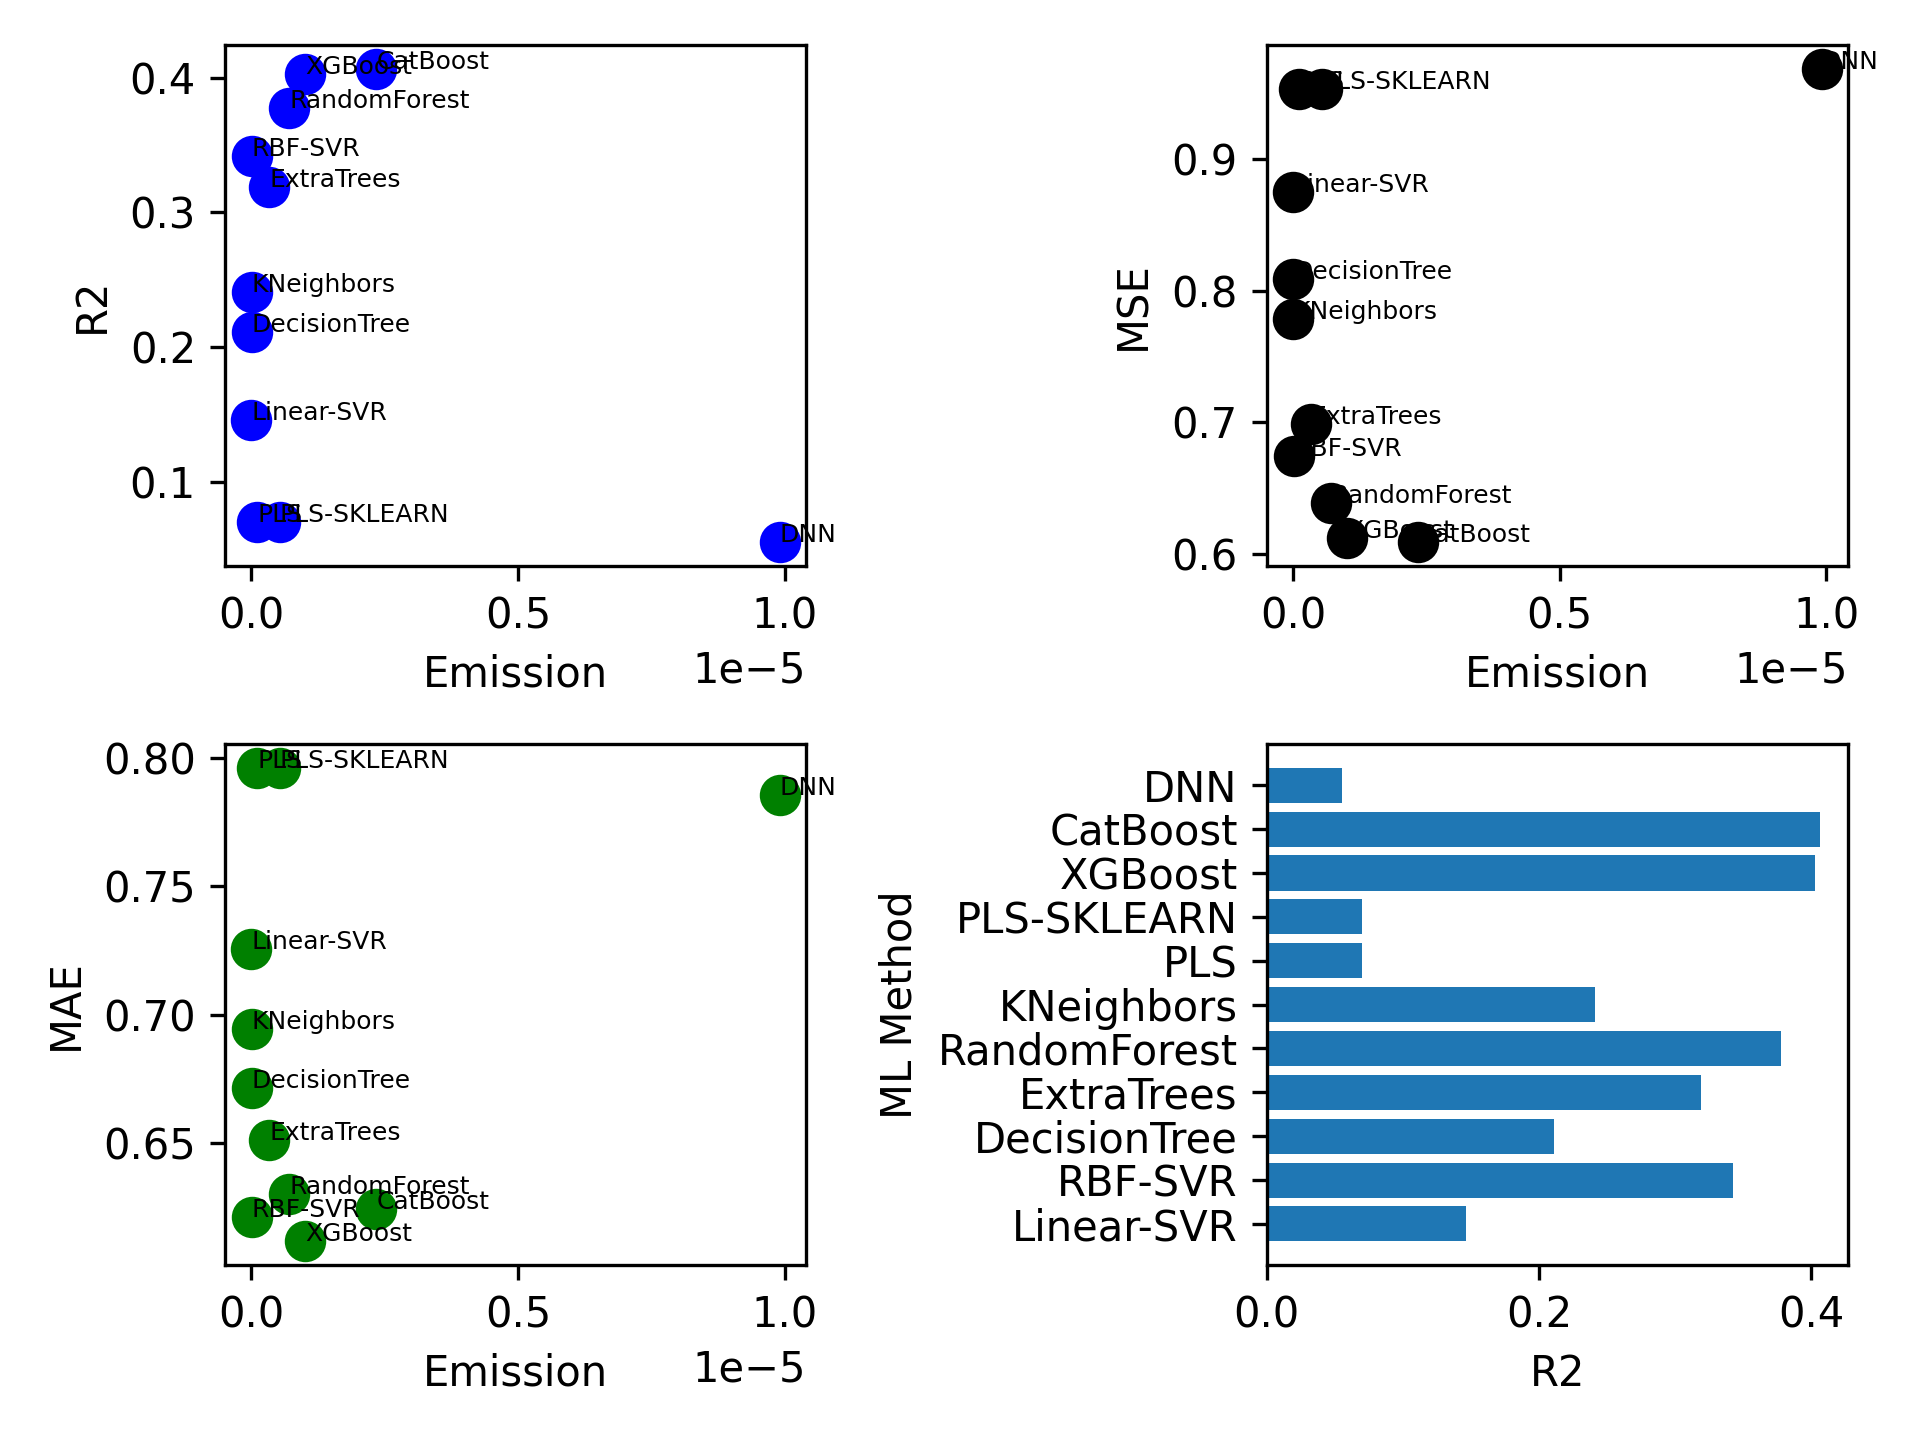 0.4
0.3
0.2
0.1
R2
XGBoost
CatBoost
RandomForest
RBF-SVR
ExtraTrees
KNeighbors
DecisionTree
Linear-SVR
PLS
PLS-SKLEARN
DNN
0.0 0.5 1.0
Emission
1e−5
0.9
0.8
0.7
0.6
MSE
PLS-SKLEARN
DNN
Linear-SVR
DecisionTree
KNeighbors
ExtraTrees
RBF-SVR
RandomForest
XGBoost
CatBoost
0.0 0.5 1.0
Emission
1e−5
0.80
0.75
0.70
0.65
MAE
PLS
PLS-SKLEARN
DNN
Linear-SVR
KNeighbors
DecisionTree
ExtraTrees
RandomForest
CatBoost
RBF-SVR
XGBoost
0.0 0.5 1.0
Emission
1e−5
ML Method
DNN
CatBoost
XGBoost
PLS-SKLEARN
PLS
KNeighbors
RandomForest
ExtraTrees
DecisionTree
RBF-SVR
Linear-SVR
0.0 0.2 0.4
R2